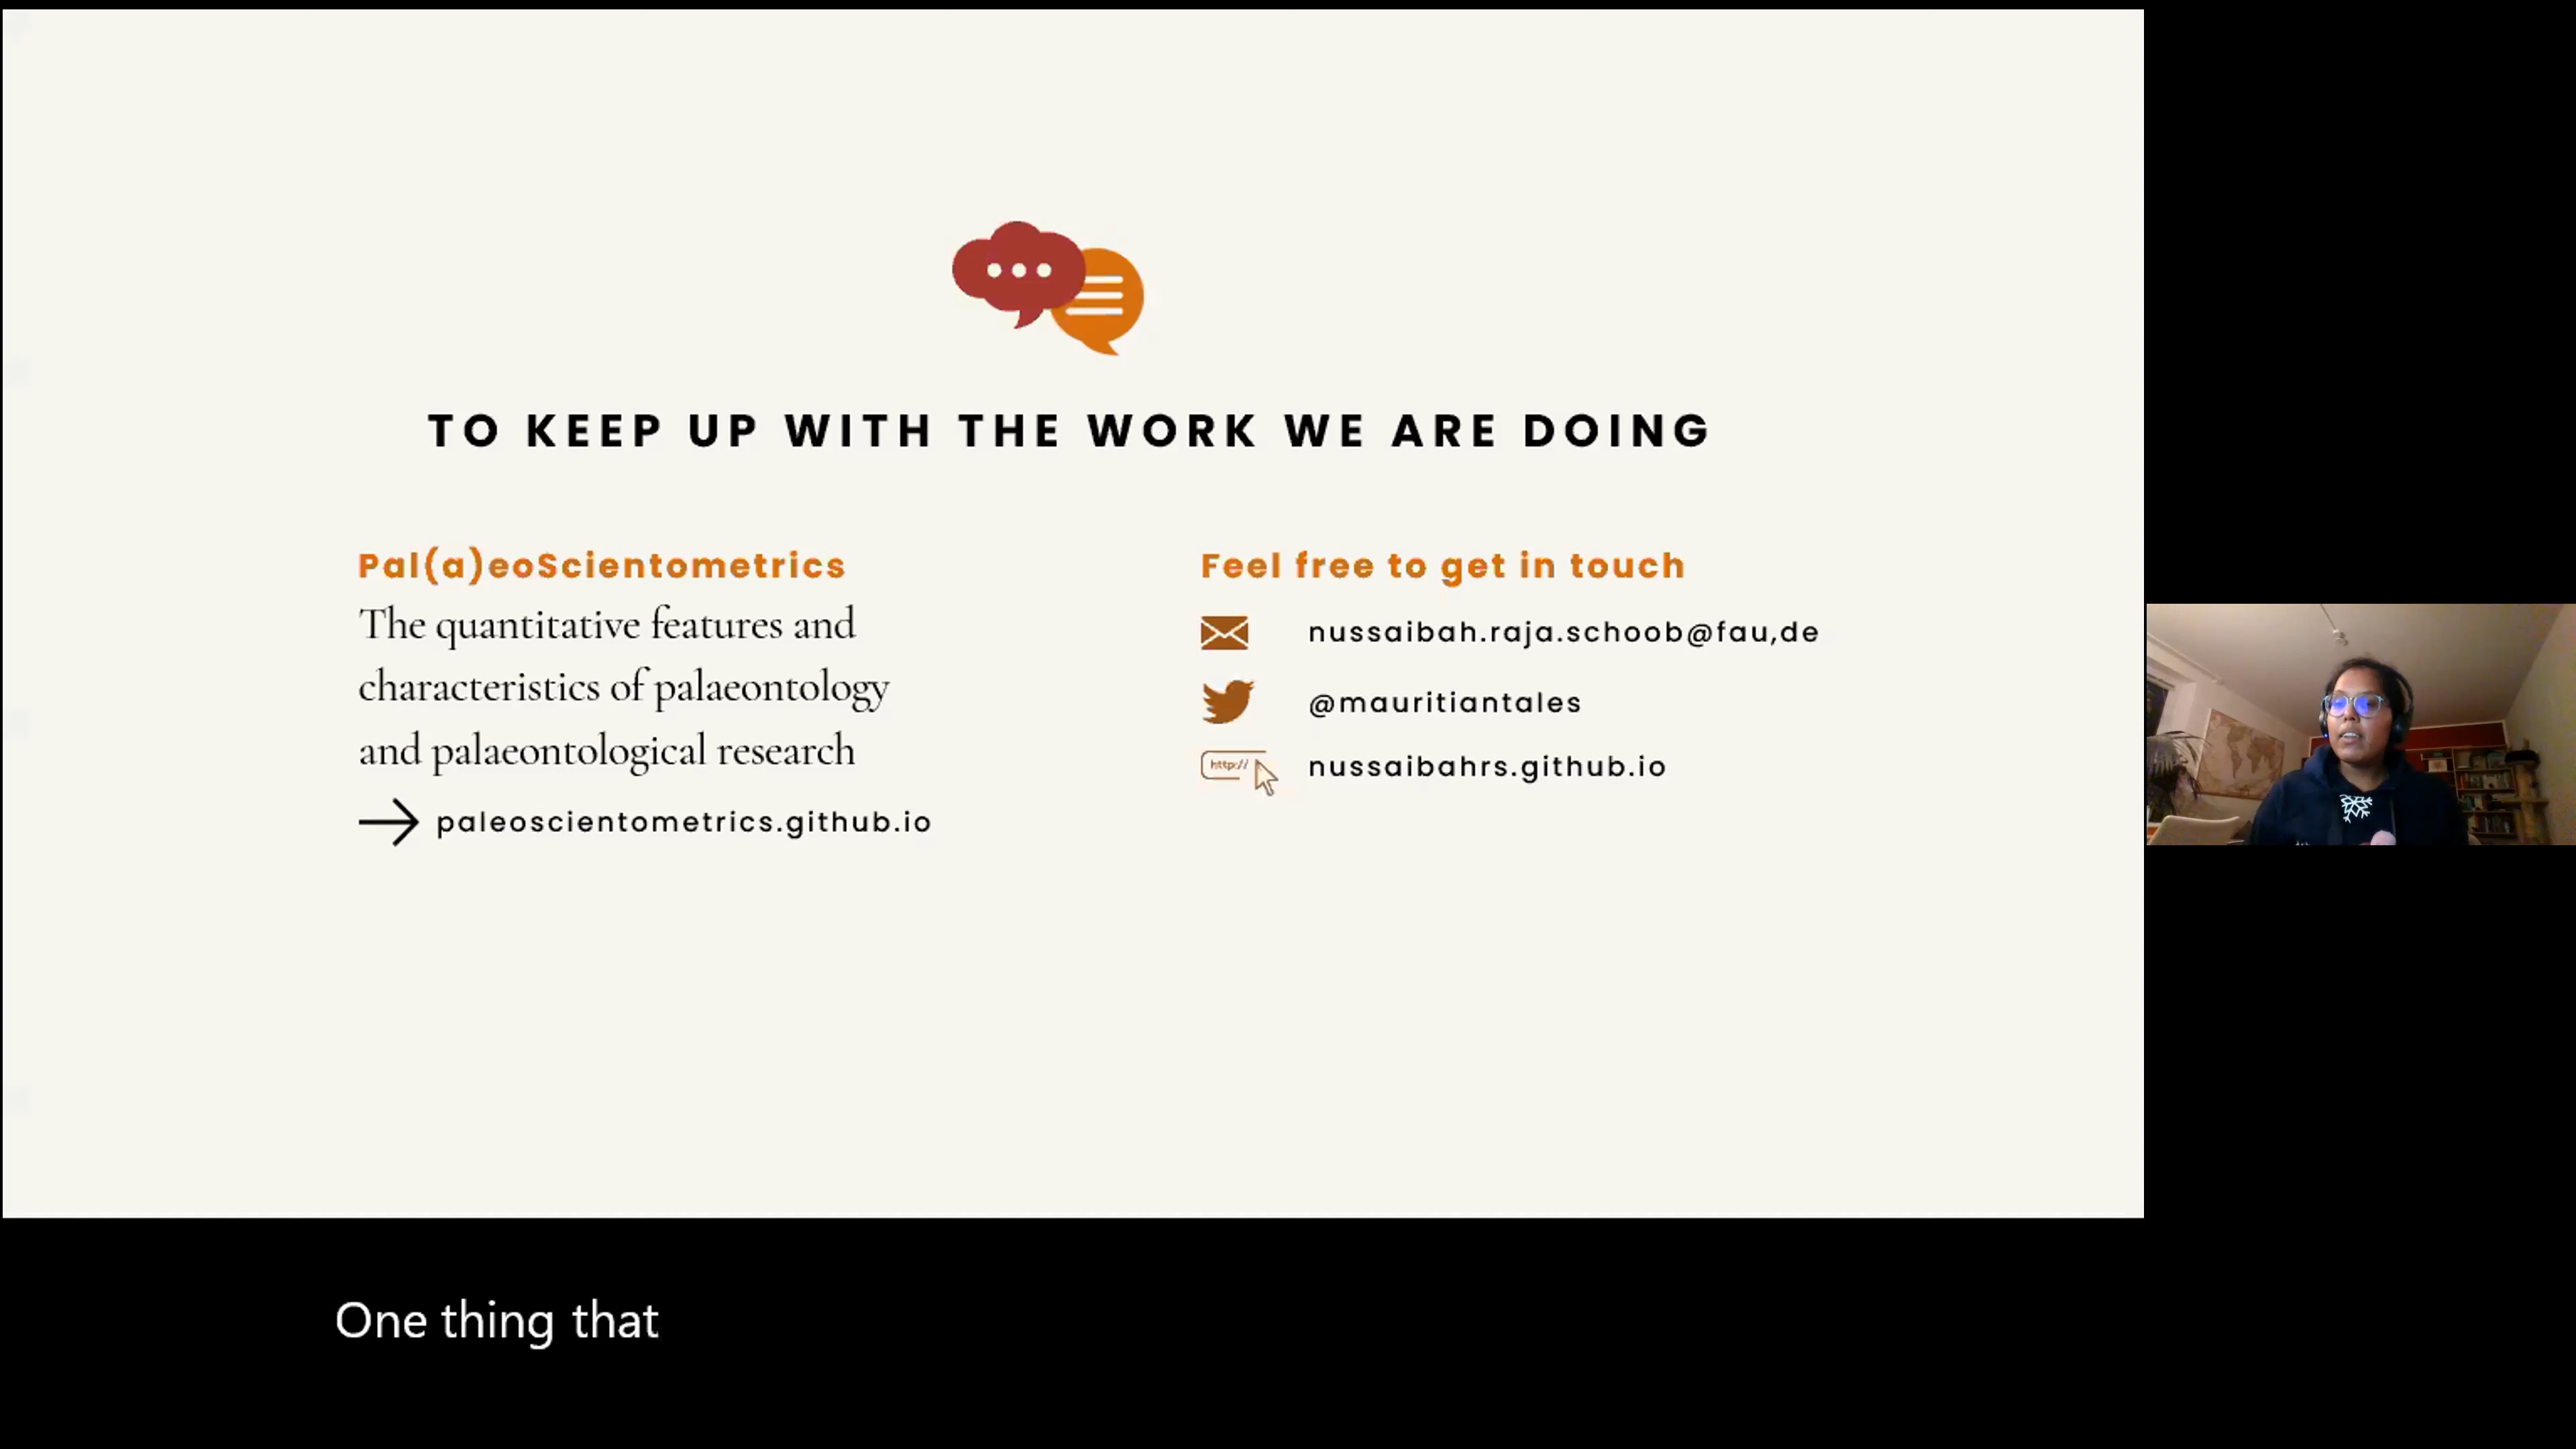 TO KEEP UP WITH THE WORK WE ARE DOING
Pal(a)eoScientometrics
The quantitative features and
characteristics of palaeontology
and palaeontological research
paleoscientometrics.github.io
Feel free to get in touch
nussaibah.raja.schoob@fau,de
@mauritiantales
http://
nussaibahrs.github.io
One thing that